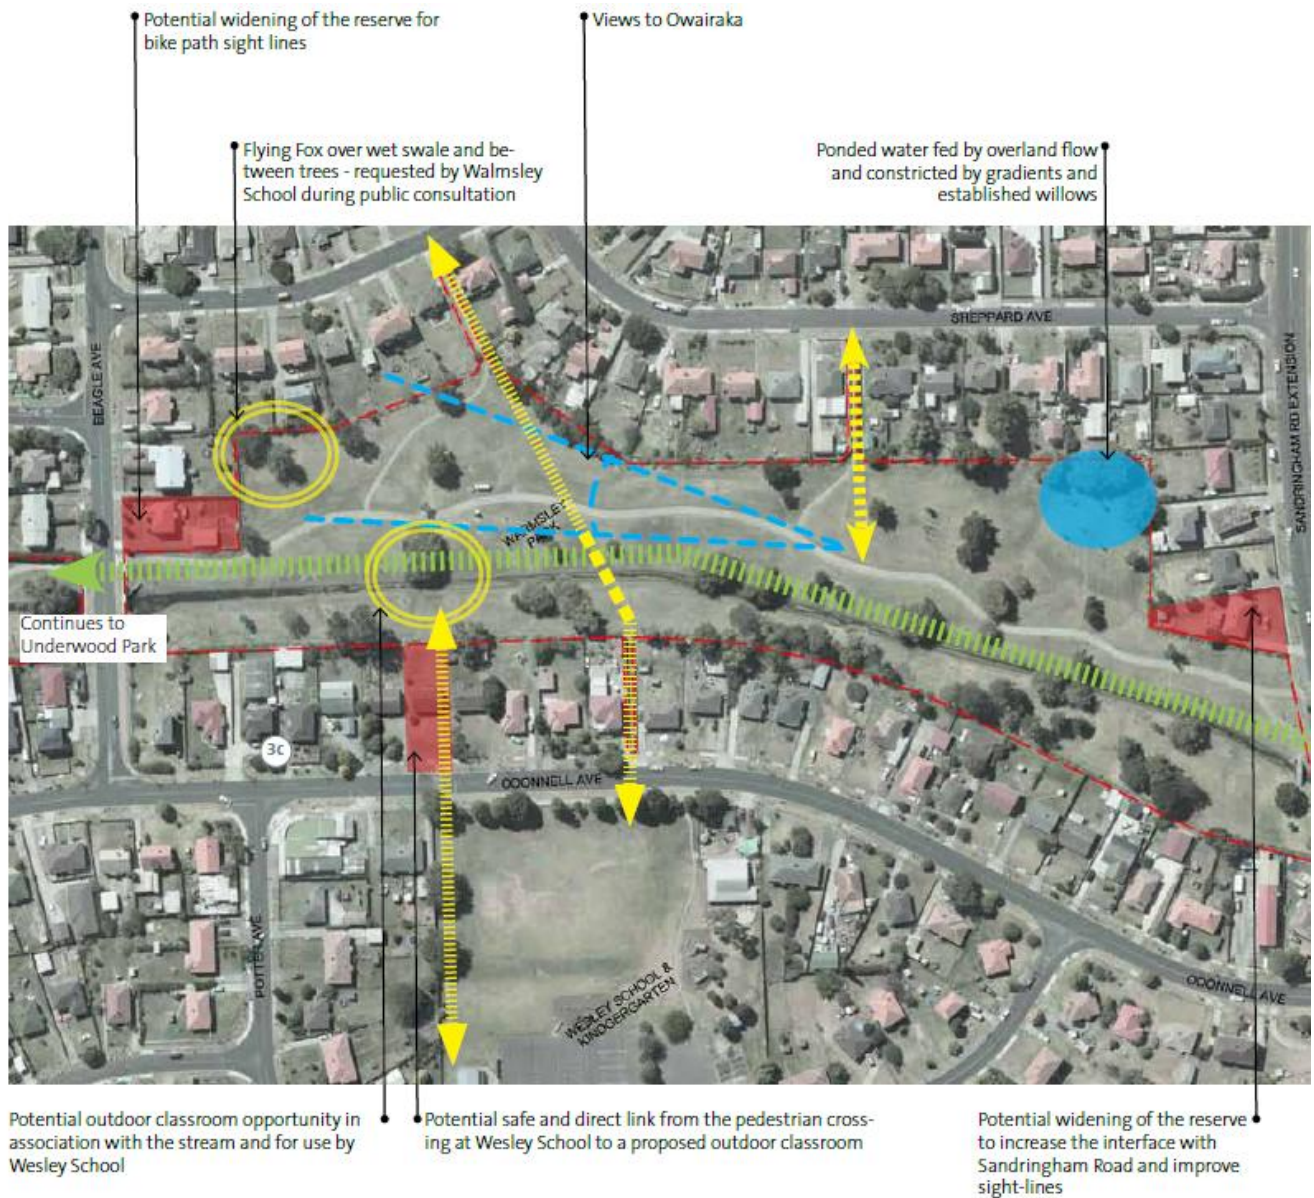 Potential widening of the reserve for
bike path sight lines
Views to Owairaka
Flying Fox over wet swale and be-
tween trees - requested by Walmsley
School during public consultation
Ponded water fed by overland flow
and constricted by gradients and
established willows
SHEPPARD AVE
BEAGLE AVE
SANDRINGHAM RD EXTENSION
WARMSLEY
PARK
Continues to
Underwood Park
3c
ODONNELL AVE
POTTER AVE
WESLEY SCHOOL &
KINDGERGARTEN
ODONNELL AVE
Potential outdoor classroom opportunity in
association with the stream and for use by
Wesley School
Potential safe and direct link from the pedestrian cross-
ing at Wesley School to a proposed outdoor classroom
Potential widening of the reserve
to increase the interface with
Sandringham Road and improve
sight-lines